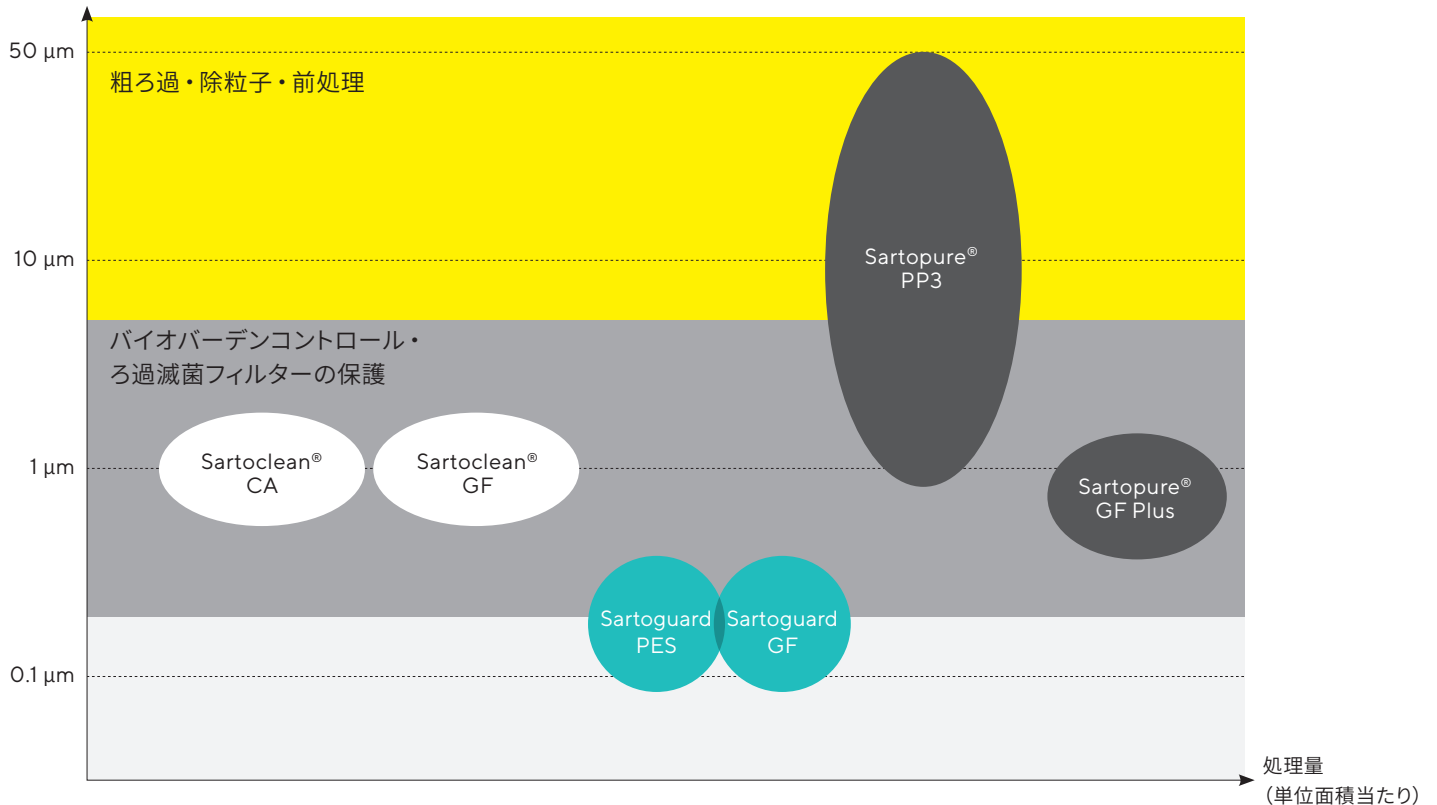 50 µm
粗ろ過・除粒子・前処理
10 µm
Sartopure®
PP3
バイオバーデンコントロール・
ろ過滅菌フィルターの保護
1 µm
Sartoclean®
CA
Sartoclean®
GF
Sartopure®
GF Plus
Sartoguard
PES
Sartoguard
GF
0.1 µm
処理量
（単位面積当たり）